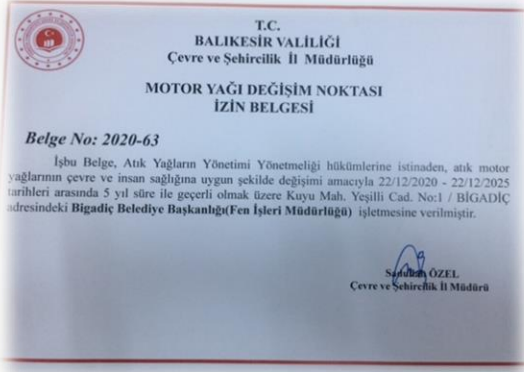 T.C.
BALIKESİR VALİLİĞİ
Çevre ve Şehircilik İl Müdürlüğü
MOTOR YAĞI DEĞİŞİM NOKTASI
İZİN BELGESİ
Belge No: 2020-63
İşbu Belge, Atık Yağların Yönetimi Yönetmeliği hükümlerine istinaden, atık motor
yağlarının çevre ve insan sağlığına uygun şekilde değişimi amacıyla 22/12/2020 - 22/12/2025
tarihleri arasında 5 yıl süre ile geçerli olmak üzere Kuyu Mah. Yeşilli Cad. No:1 / BİGADİÇ
adresindeki Bigadiç Belediye Başkanlığı(Fen İşleri Müdürlüğü) işletmesine verilmiştir.
ÖZEL
Çevre ve Şehircilik İl Müdürü